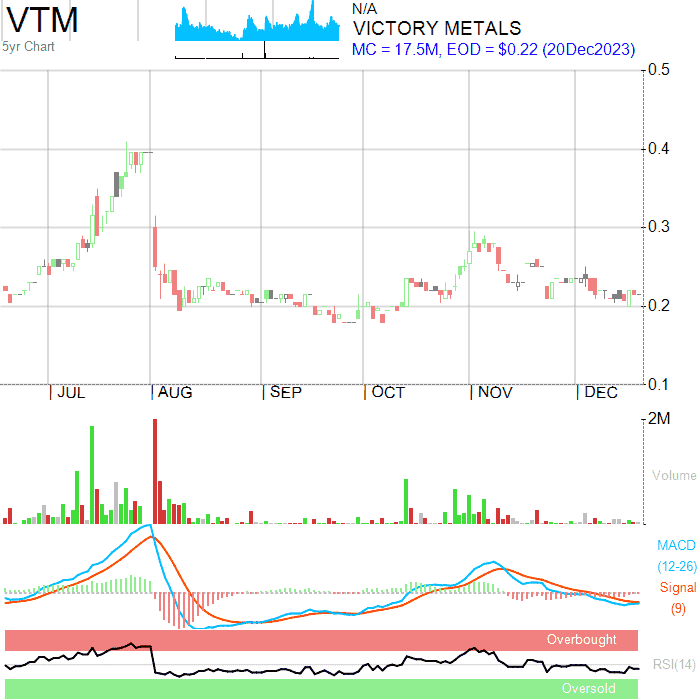 VTM
5yr Chart
N/A
VICTORY METALS
MC = 17.5M, EOD = $0.22 (20Dec2023)
0.5
0.4
0.3
0.2
0.1
JUL AUG SEP OCT NOV DEC
2M
Volume
MACD
(12-26)
Signal
(9)
Overbought
RSI(14)
Oversold